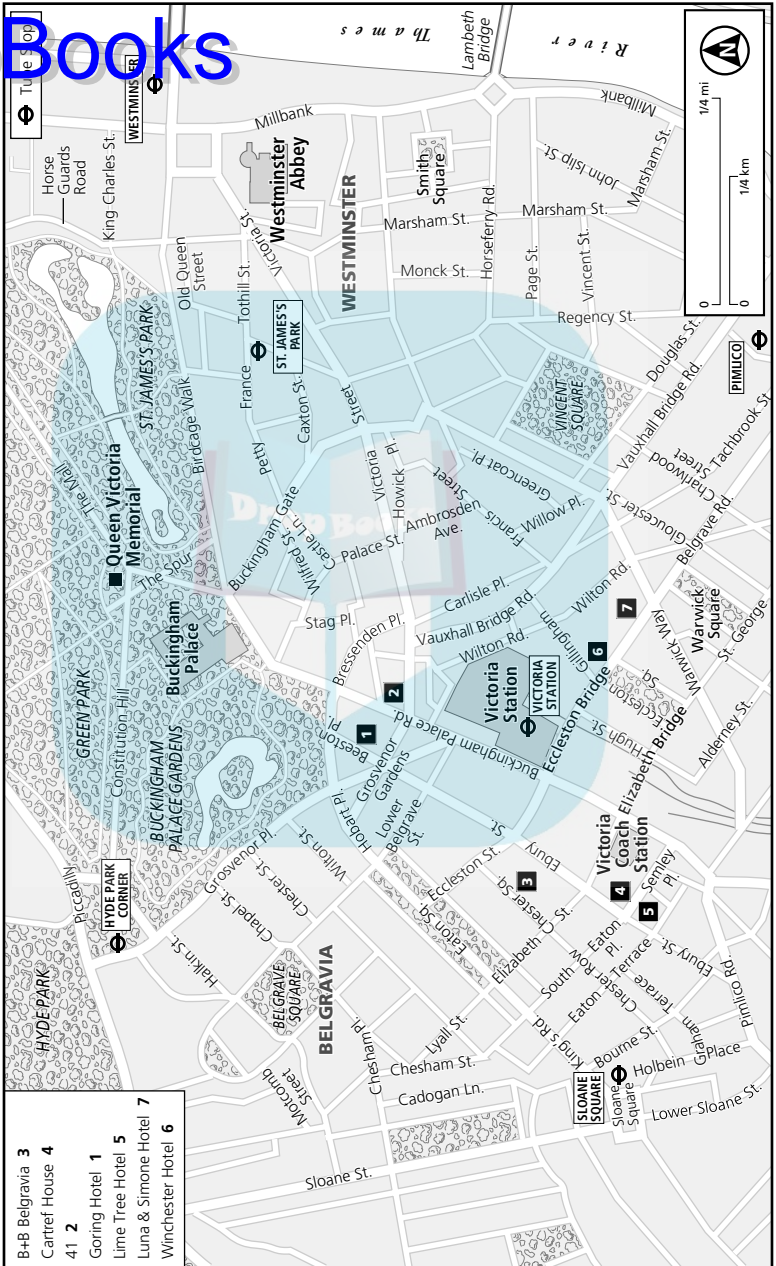 Books
Tube Stop
WESTMINSTER
River Thames
Lambeth
Bridge
1/4 mi
0
1/4 km
0
N
Millbank
Millbank
Horse
Guards
Road
King Charles St.
Westminster
Abbey
WESTMINSTER
Smith
Square
John Islip St.
Marsham St.
Marsham St.
Marsham St.
Horseferry Rd.
Monck St.
Page St.
Vincent St.
Regency St.
Old Queen
Street
Tothill St.
Victoria St.
ST. JAMES'S
PARK
ST. JAMES'S PARK
Birdcage Walk
Petty
France
Caxton St.
Street
VINCENT
SQUARE
Douglas St.
PIMLICO
Vauxhall Bridge Rd.
Tachbrook St.
Charlwood
Street
The Mall
Queen Victoria
Memorial
The Spur
Buckingham Gate
Castle Ln.
Wilfred St.
Palace St.
Victoria
Howick Pl.
Drop Books
Ambrosden
Ave.
Francis
Street
Greencoat Pl.
Willow Pl.
Gloucester St.
Belgrave Rd.
Stag Pl.
Bressenden Pl.
Carlisle Pl.
Vauxhall Bridge Rd
Wilton Rd.
Wilton Rd.
Gillingham
7
6
Warwick
Square
Warwick Way
St. George
Buckingham
Palace
GREEN PARK
Constitution Hill
BUCKINGHAM
PALACE GARDENS
2
1
Beeston Pl.
Grosvenor
Gardens
Buckingham Palace Rd.
Victoria
Station
VICTORIA
STATION
Eccleston Bridge
Eccleston
Sq.
Hugh St.
Alderney St.
Elizabeth Bridge
Hobart Pl.
Lower
Belgrave
St.
Grosvenor Pl.
Wilton St.
Chester St.
Chapel St.
Halkin St.
Piccadilly
HYDE PARK
CORNER
HYDE PARK
Eccleston St.
Ebury
St.
3
Chester Sq.
Victoria
Coach
Station
4
5
Semley
Pl.
Eaton Sq.
Elizabeth St.
South
Eaton
Pl.
Eaton
Row
Chester
Terrace
Ebury St.
Terrace
Graham
Pimlico Rd.
BELGRAVE
SQUARE
BELGRAVIA
Motcomb
Street
Chesham Pl.
Lyall St.
Chesham St.
Cadogan Ln.
King's Rd.
Bourne St.
Holbein
Place
SLOANE
SQUARE
Sloane
Square
Lower Sloane St.
Sloane St.
B+B Belgravia 3
Cartref House 4
41 2
Goring Hotel 1
Lime Tree Hotel 5
Luna & Simone Hotel 7
Winchester Hotel 6